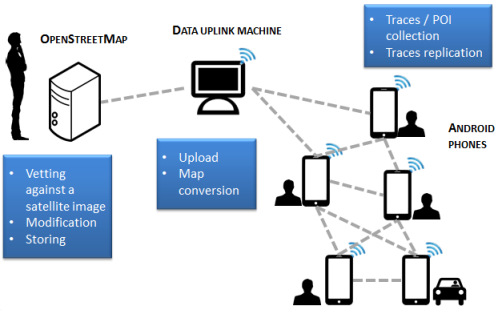 OPENSTREETMAP
DATA UPLINK MACHINE
• Traces / POI
collection
• Traces replication
ANDROID
PHONES
• Upload
• Map
conversion
• Vetting
against a
satellite image
• Modification
• Storing